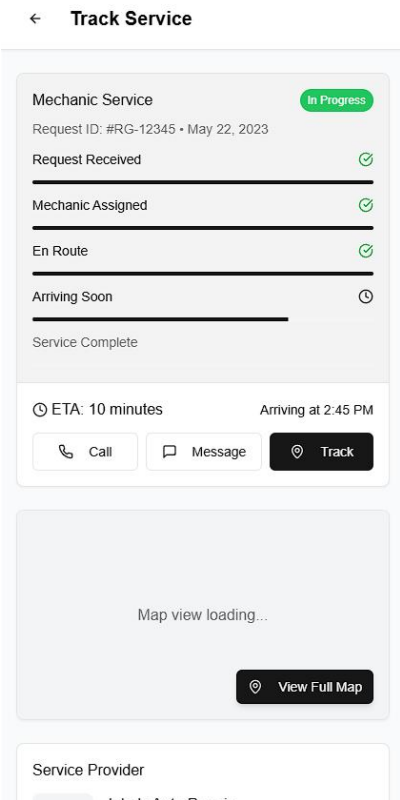 Track Service
Mechanic Service
In Progress
Request ID: #RG-12345 • May 22, 2023
Request Received
Mechanic Assigned
En Route
Arriving Soon
Service Complete
ETA: 10 minutes
Arriving at 2:45 PM
Call
Message
Track
Map view loading...
View Full Map
Service Provider